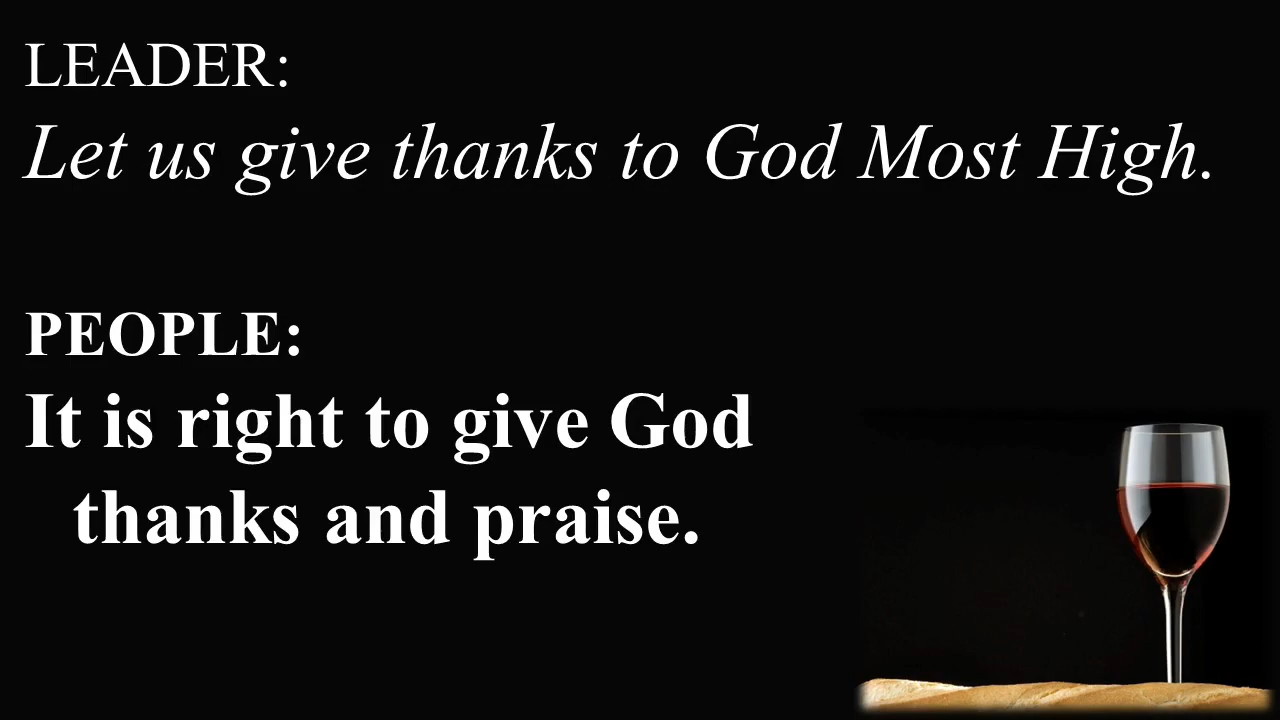 LEADER:
Let us give thanks to God Most High.
PEOPLE:
It is right to give God
thanks and praise.